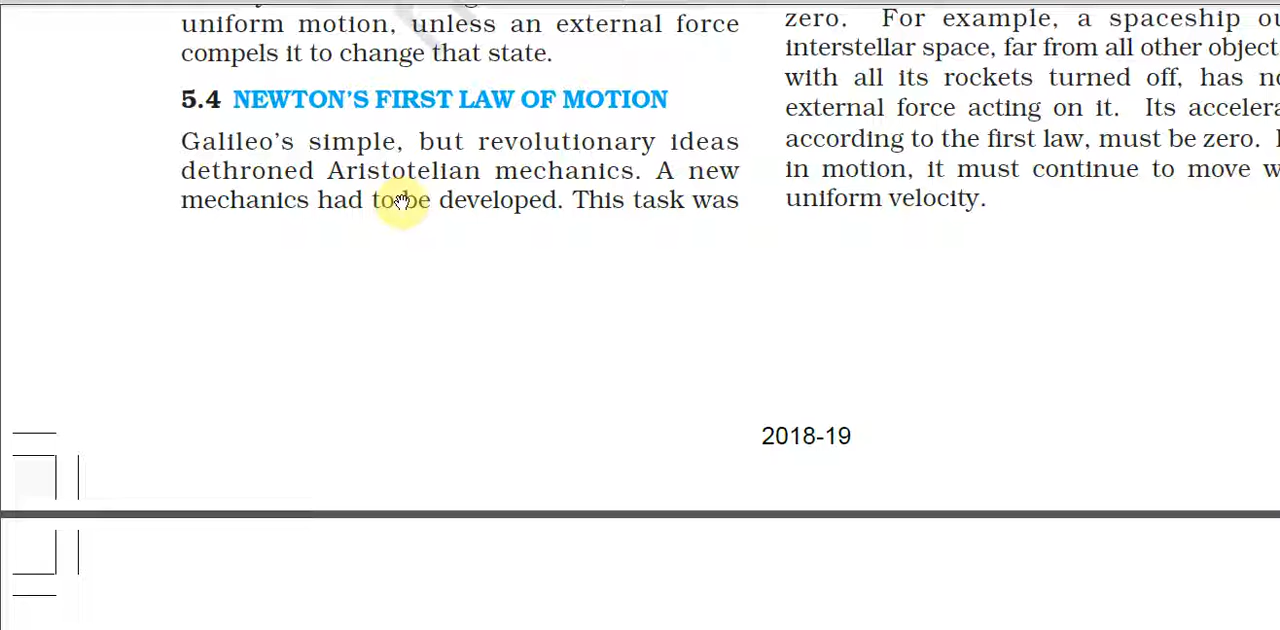 uniform motion, unless an external force
compels it to change that state.
5.4 NEWTON'S FIRST LAW OF MOTION
Galileo's simple, but revolutionary ideas
dethroned Aristotelian mechanics. A new
mechanics had to be developed. This task was
zero. For example, a spaceship
interstellar space, far from all other
with all its rockets turned off, has
external force acting on it. Its
according to the first law, must be zero.
in motion, it must continue to move
uniform velocity.
2018-19